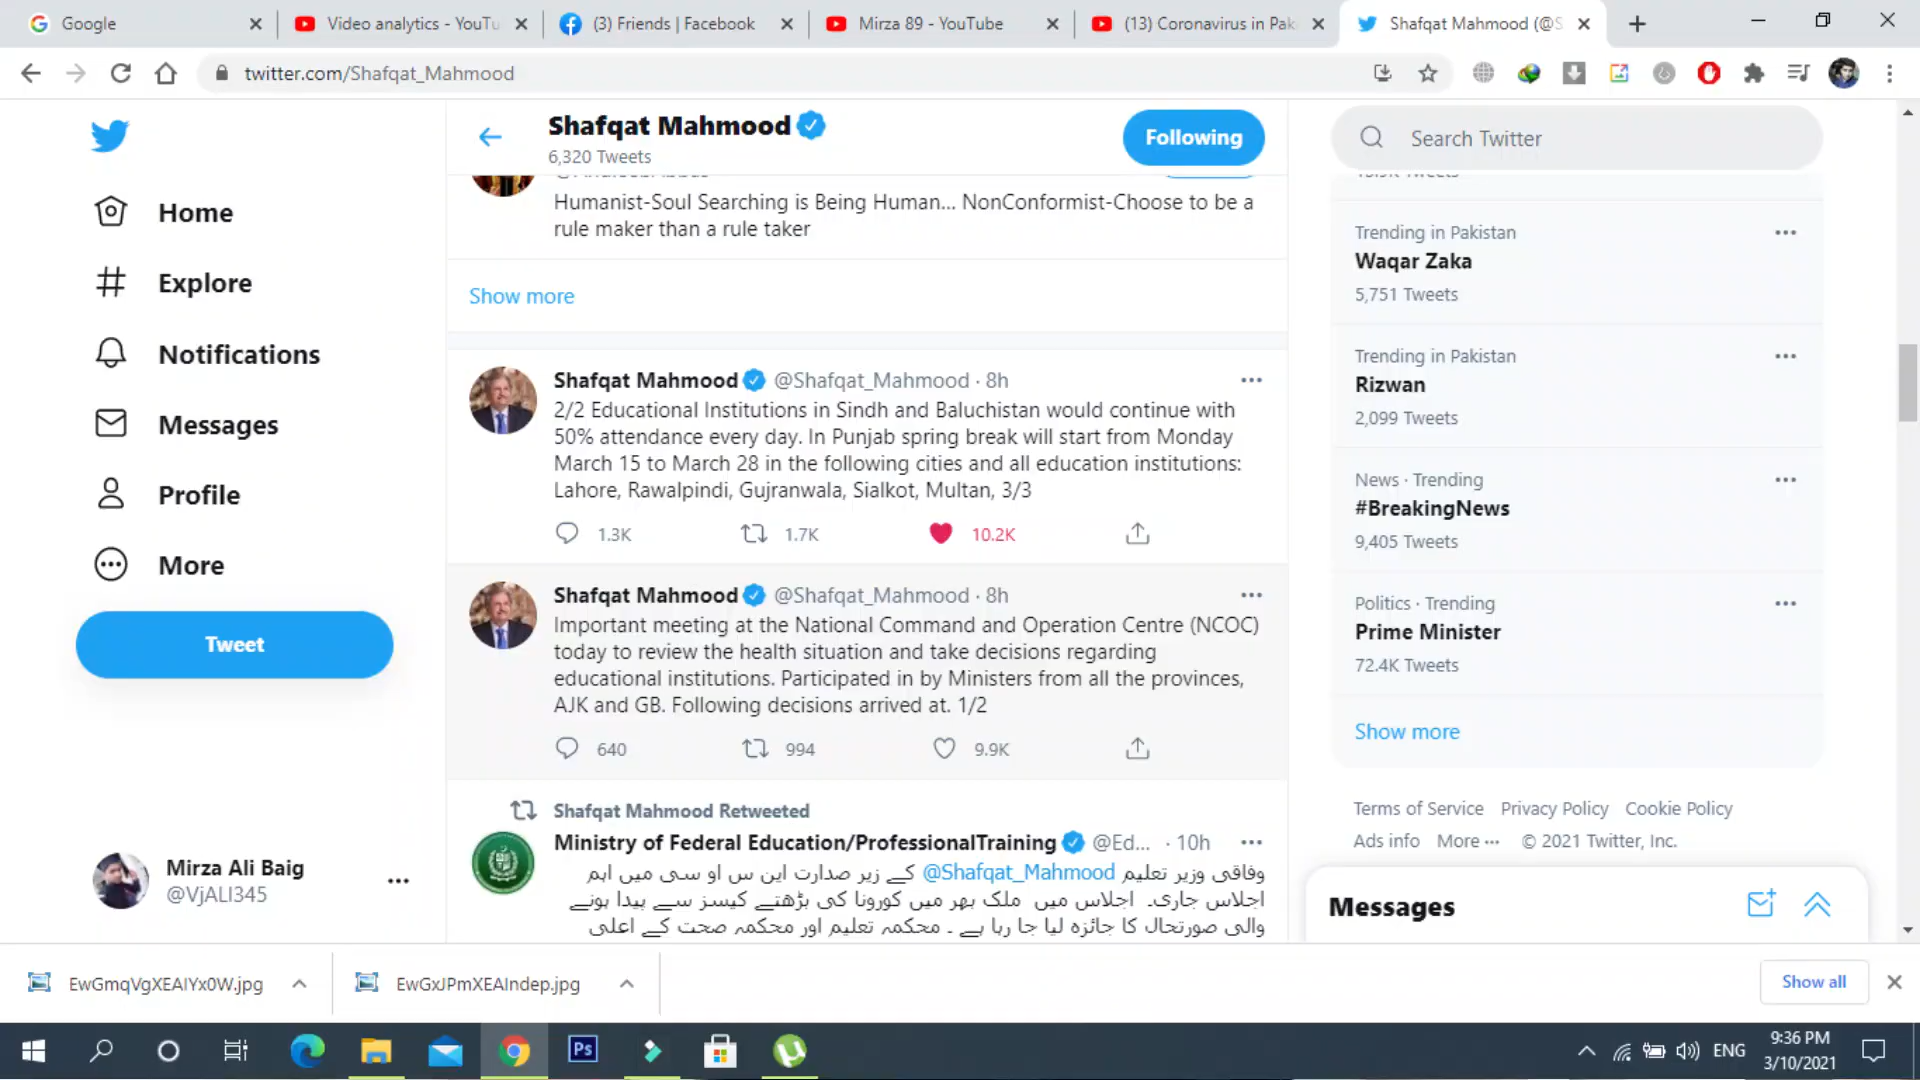 Google
Video analytics - YouTu
(3) Friends | Facebook
Mirza 89 - YouTube
(13) Coronavirus in Pak
Shafqat Mahmood (@S
twitter.com/Shafqat_Mahmood
Home
Explore
Notifications
Messages
Profile
More
Tweet
Mirza Ali Baig
@VjALI345
Shafqat Mahmood
6,320 Tweets
Following
Humanist-Soul Searching is Being Human... NonConformist-Choose to be a
rule maker than a rule taker
Show more
Shafqat Mahmood @Shafqat_Mahmood · 8h
2/2 Educational Institutions in Sindh and Baluchistan would continue with
50% attendance every day. In Punjab spring break will start from Monday
March 15 to March 28 in the following cities and all education institutions:
Lahore, Rawalpindi, Gujranwala, Sialkot, Multan, 3/3
1.3K 1.7K 10.2K
Shafqat Mahmood @Shafqat_Mahmood · 8h
Important meeting at the National Command and Operation Centre (NCOC)
today to review the health situation and take decisions regarding
educational institutions. Participated in by Ministers from all the provinces,
AJK and GB. Following decisions arrived at. 1/2
640 994 9.9K
Shafqat Mahmood Retweeted
Ministry of Federal Education/ProfessionalTraining @Ed... · 10h
وفاقی وزیر تعلیم @Shafqat_Mahmood کے زیر صدارت این س او سی میں اہم
اجلاس جاری۔ اجلاس میں ملک بھر میں کورونا کی بڑھتے کیسز سے پیدا ہونے
والی صورتحال کا جائزہ لیا جا رہا ہے ۔ محکمہ تعلیم اور محکمہ صحت کے اعلی
Search Twitter
Trending in Pakistan
Waqar Zaka
5,751 Tweets
Trending in Pakistan
Rizwan
2,099 Tweets
News · Trending
#BreakingNews
9,405 Tweets
Politics · Trending
Prime Minister
72.4K Tweets
Show more
Terms of Service Privacy Policy Cookie Policy
Ads info More ··· © 2021 Twitter, Inc.
Messages
EwGmqVgXEAIYx0W.jpg
EwGxJPmXEAIndep.jpg
Show all
Ps
ENG
9:36 PM
3/10/2021